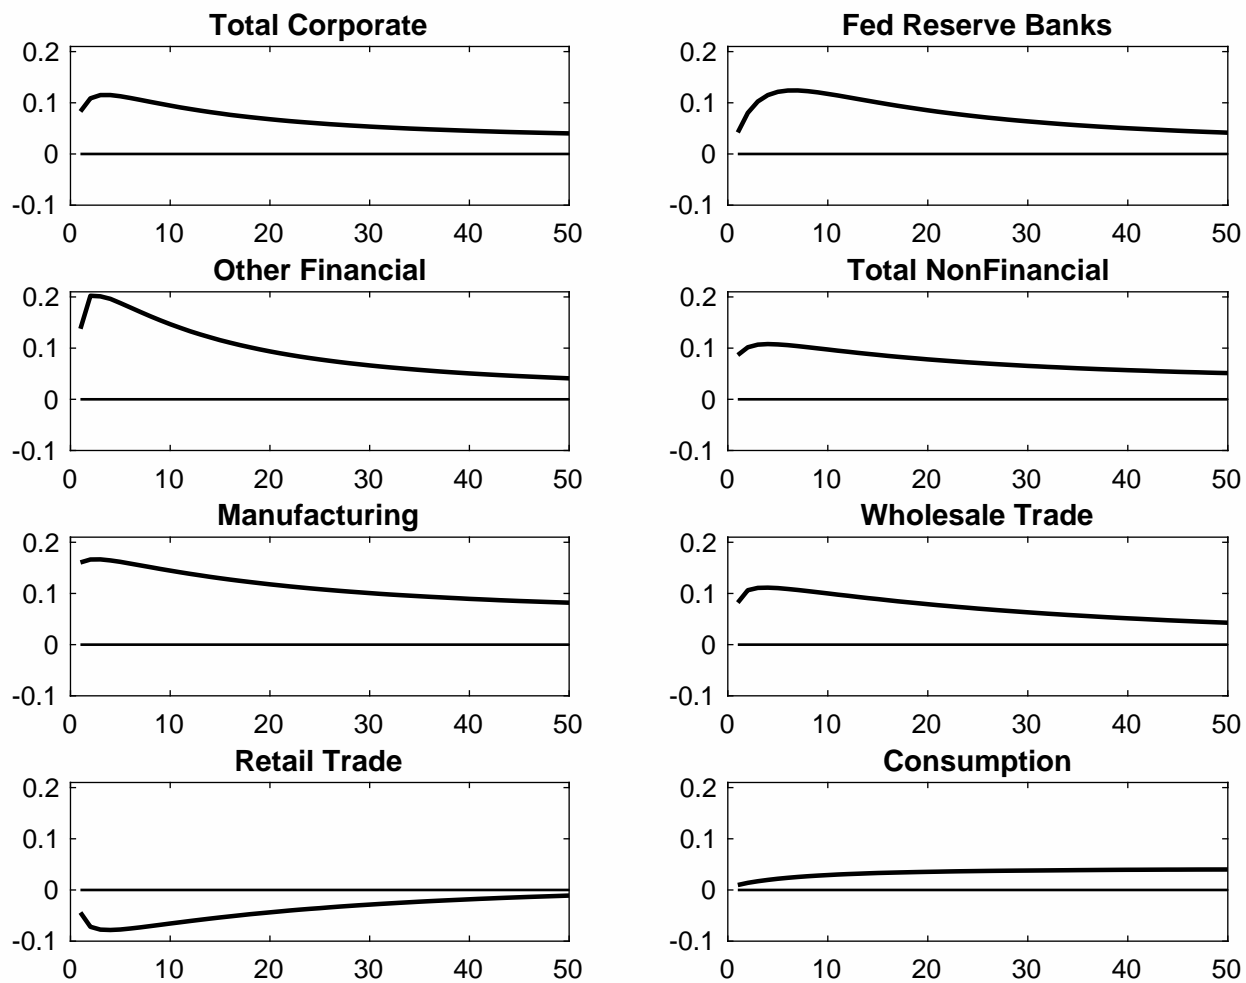 Total Corporate
0.2
0.1
0
-0.1
0 10 20 30 40 50
Fed Reserve Banks
0.2
0.1
0
-0.1
0 10 20 30 40 50
Other Financial
0.2
0.1
0
-0.1
0 10 20 30 40 50
Total NonFinancial
0.2
0.1
0
-0.1
0 10 20 30 40 50
Manufacturing
0.2
0.1
0
-0.1
0 10 20 30 40 50
Wholesale Trade
0.2
0.1
0
-0.1
0 10 20 30 40 50
Retail Trade
0.2
0.1
0
-0.1
0 10 20 30 40 50
Consumption
0.2
0.1
0
-0.1
0 10 20 30 40 50